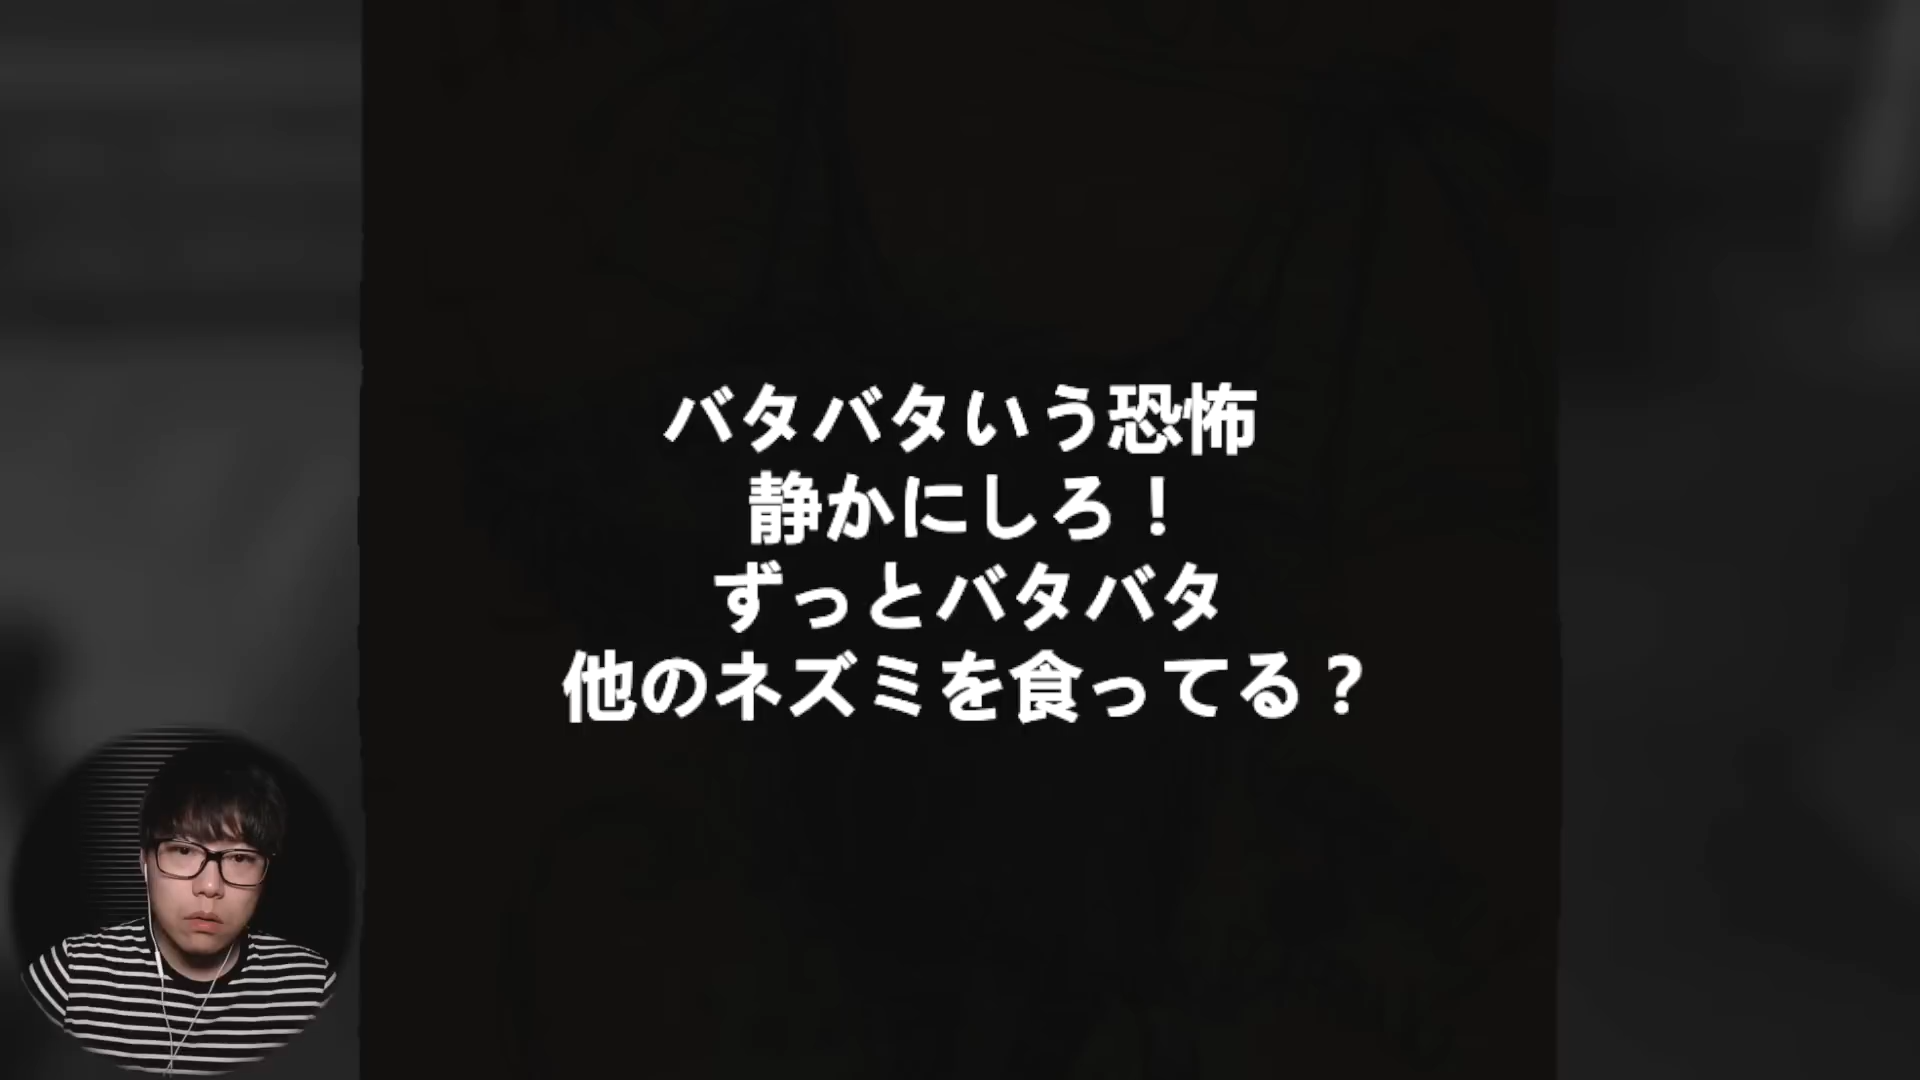 バタバタいう恐怖
静かにしろ！
ずっとバタバタ
他のネズミを食ってる？